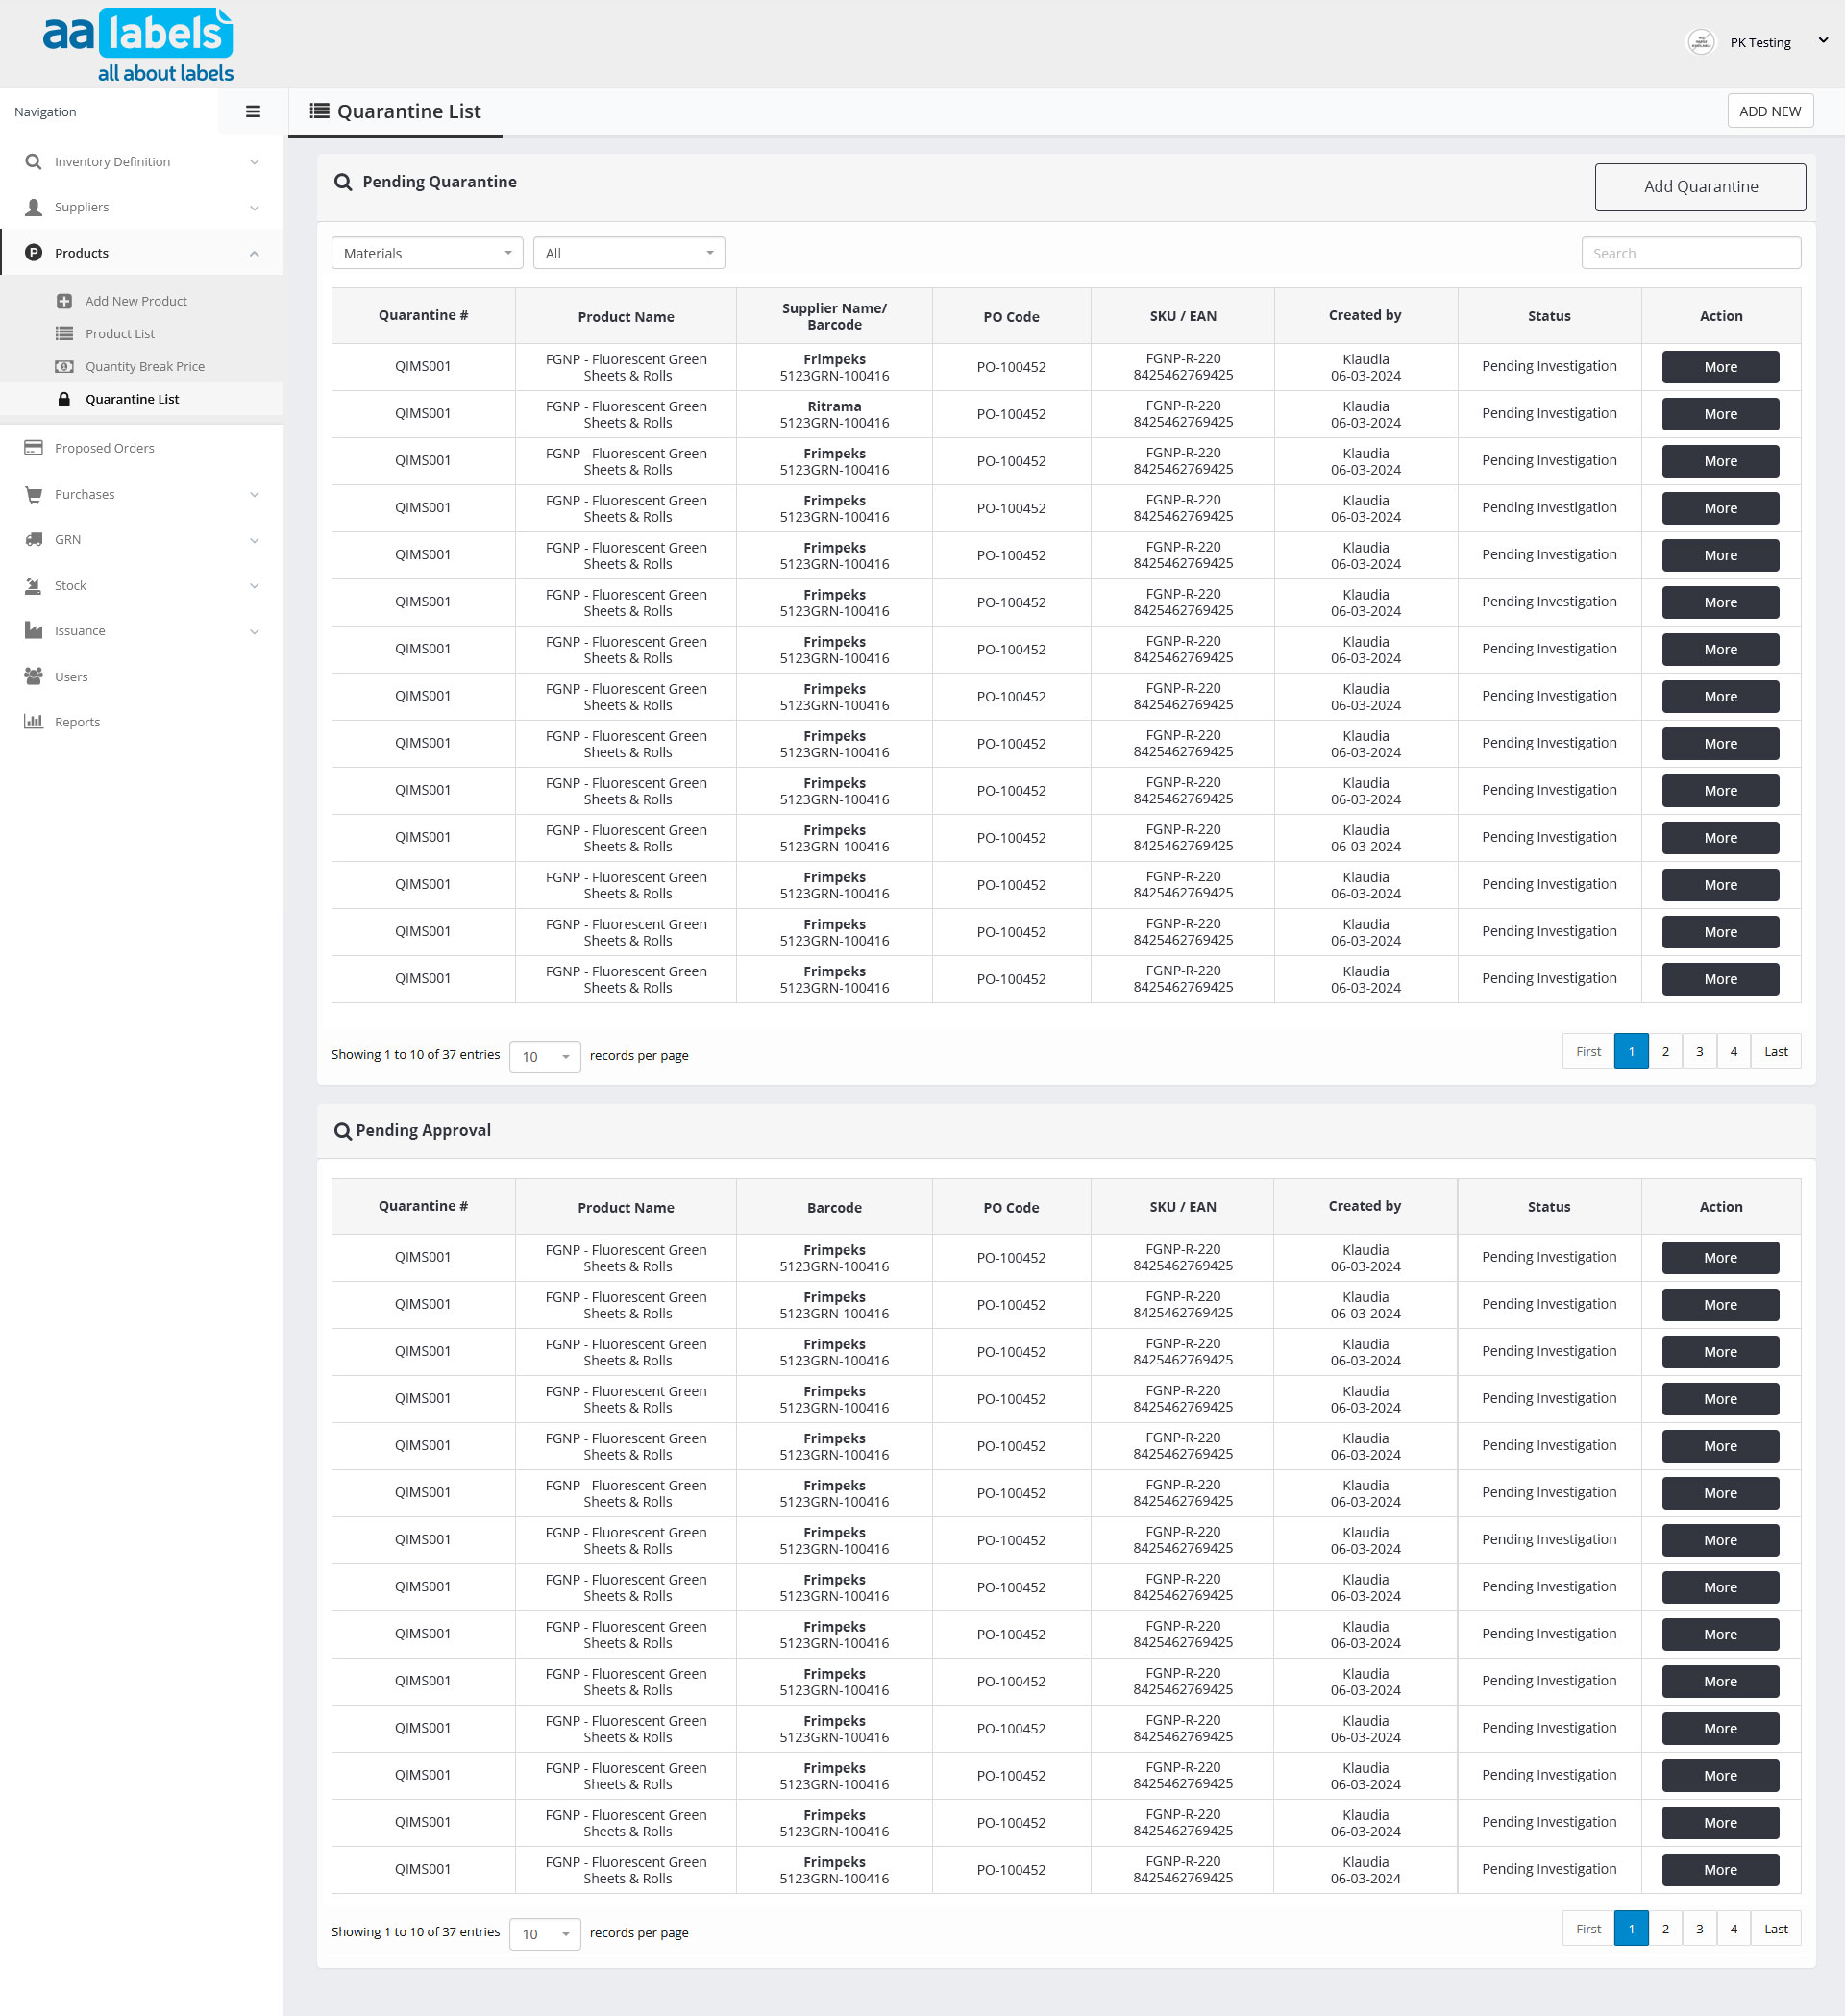 aa labels
all about labels
PK Testing
Navigation
Quarantine List
ADD NEW
Inventory Definition
Suppliers
Products
Add New Product
Product List
Quantity Break Price
Quarantine List
Proposed Orders
Purchases
GRN
Stock
Issuance
Users
Reports
Pending Quarantine
Add Quarantine
Materials All Search
Quarantine # Product Name Supplier Name/ Barcode PO Code SKU / EAN Created by Status Action
QIMS001 FGNP - Fluorescent Green Sheets & Rolls Frimpeks 5123GRN-100416 PO-100452 FGNP-R-220 8425462769425 Klaudia 06-03-2024 Pending Investigation More
QIMS001 FGNP - Fluorescent Green Sheets & Rolls Ritrama 5123GRN-100416 PO-100452 FGNP-R-220 8425462769425 Klaudia 06-03-2024 Pending Investigation More
QIMS001 FGNP - Fluorescent Green Sheets & Rolls Frimpeks 5123GRN-100416 PO-100452 FGNP-R-220 8425462769425 Klaudia 06-03-2024 Pending Investigation More
QIMS001 FGNP - Fluorescent Green Sheets & Rolls Frimpeks 5123GRN-100416 PO-100452 FGNP-R-220 8425462769425 Klaudia 06-03-2024 Pending Investigation More
QIMS001 FGNP - Fluorescent Green Sheets & Rolls Frimpeks 5123GRN-100416 PO-100452 FGNP-R-220 8425462769425 Klaudia 06-03-2024 Pending Investigation More
QIMS001 FGNP - Fluorescent Green Sheets & Rolls Frimpeks 5123GRN-100416 PO-100452 FGNP-R-220 8425462769425 Klaudia 06-03-2024 Pending Investigation More
QIMS001 FGNP - Fluorescent Green Sheets & Rolls Frimpeks 5123GRN-100416 PO-100452 FGNP-R-220 8425462769425 Klaudia 06-03-2024 Pending Investigation More
QIMS001 FGNP - Fluorescent Green Sheets & Rolls Frimpeks 5123GRN-100416 PO-100452 FGNP-R-220 8425462769425 Klaudia 06-03-2024 Pending Investigation More
QIMS001 FGNP - Fluorescent Green Sheets & Rolls Frimpeks 5123GRN-100416 PO-100452 FGNP-R-220 8425462769425 Klaudia 06-03-2024 Pending Investigation More
QIMS001 FGNP - Fluorescent Green Sheets & Rolls Frimpeks 5123GRN-100416 PO-100452 FGNP-R-220 8425462769425 Klaudia 06-03-2024 Pending Investigation More
QIMS001 FGNP - Fluorescent Green Sheets & Rolls Frimpeks 5123GRN-100416 PO-100452 FGNP-R-220 8425462769425 Klaudia 06-03-2024 Pending Investigation More
QIMS001 FGNP - Fluorescent Green Sheets & Rolls Frimpeks 5123GRN-100416 PO-100452 FGNP-R-220 8425462769425 Klaudia 06-03-2024 Pending Investigation More
QIMS001 FGNP - Fluorescent Green Sheets & Rolls Frimpeks 5123GRN-100416 PO-100452 FGNP-R-220 8425462769425 Klaudia 06-03-2024 Pending Investigation More
QIMS001 FGNP - Fluorescent Green Sheets & Rolls Frimpeks 5123GRN-100416 PO-100452 FGNP-R-220 8425462769425 Klaudia 06-03-2024 Pending Investigation More
Showing 1 to 10 of 37 entries 10 records per page First 1 2 3 4 Last
Pending Approval
Quarantine # Product Name Barcode PO Code SKU / EAN Created by Status Action
QIMS001 FGNP - Fluorescent Green Sheets & Rolls Frimpeks 5123GRN-100416 PO-100452 FGNP-R-220 8425462769425 Klaudia 06-03-2024 Pending Investigation More
QIMS001 FGNP - Fluorescent Green Sheets & Rolls Frimpeks 5123GRN-100416 PO-100452 FGNP-R-220 8425462769425 Klaudia 06-03-2024 Pending Investigation More
QIMS001 FGNP - Fluorescent Green Sheets & Rolls Frimpeks 5123GRN-100416 PO-100452 FGNP-R-220 8425462769425 Klaudia 06-03-2024 Pending Investigation More
QIMS001 FGNP - Fluorescent Green Sheets & Rolls Frimpeks 5123GRN-100416 PO-100452 FGNP-R-220 8425462769425 Klaudia 06-03-2024 Pending Investigation More
QIMS001 FGNP - Fluorescent Green Sheets & Rolls Frimpeks 5123GRN-100416 PO-100452 FGNP-R-220 8425462769425 Klaudia 06-03-2024 Pending Investigation More
QIMS001 FGNP - Fluorescent Green Sheets & Rolls Frimpeks 5123GRN-100416 PO-100452 FGNP-R-220 8425462769425 Klaudia 06-03-2024 Pending Investigation More
QIMS001 FGNP - Fluorescent Green Sheets & Rolls Frimpeks 5123GRN-100416 PO-100452 FGNP-R-220 8425462769425 Klaudia 06-03-2024 Pending Investigation More
QIMS001 FGNP - Fluorescent Green Sheets & Rolls Frimpeks 5123GRN-100416 PO-100452 FGNP-R-220 8425462769425 Klaudia 06-03-2024 Pending Investigation More
QIMS001 FGNP - Fluorescent Green Sheets & Rolls Frimpeks 5123GRN-100416 PO-100452 FGNP-R-220 8425462769425 Klaudia 06-03-2024 Pending Investigation More
QIMS001 FGNP - Fluorescent Green Sheets & Rolls Frimpeks 5123GRN-100416 PO-100452 FGNP-R-220 8425462769425 Klaudia 06-03-2024 Pending Investigation More
QIMS001 FGNP - Fluorescent Green Sheets & Rolls Frimpeks 5123GRN-100416 PO-100452 FGNP-R-220 8425462769425 Klaudia 06-03-2024 Pending Investigation More
QIMS001 FGNP - Fluorescent Green Sheets & Rolls Frimpeks 5123GRN-100416 PO-100452 FGNP-R-220 8425462769425 Klaudia 06-03-2024 Pending Investigation More
QIMS001 FGNP - Fluorescent Green Sheets & Rolls Frimpeks 5123GRN-100416 PO-100452 FGNP-R-220 8425462769425 Klaudia 06-03-2024 Pending Investigation More
QIMS001 FGNP - Fluorescent Green Sheets & Rolls Frimpeks 5123GRN-100416 PO-100452 FGNP-R-220 8425462769425 Klaudia 06-03-2024 Pending Investigation More
Showing 1 to 10 of 37 entries 10 records per page First 1 2 3 4 Last